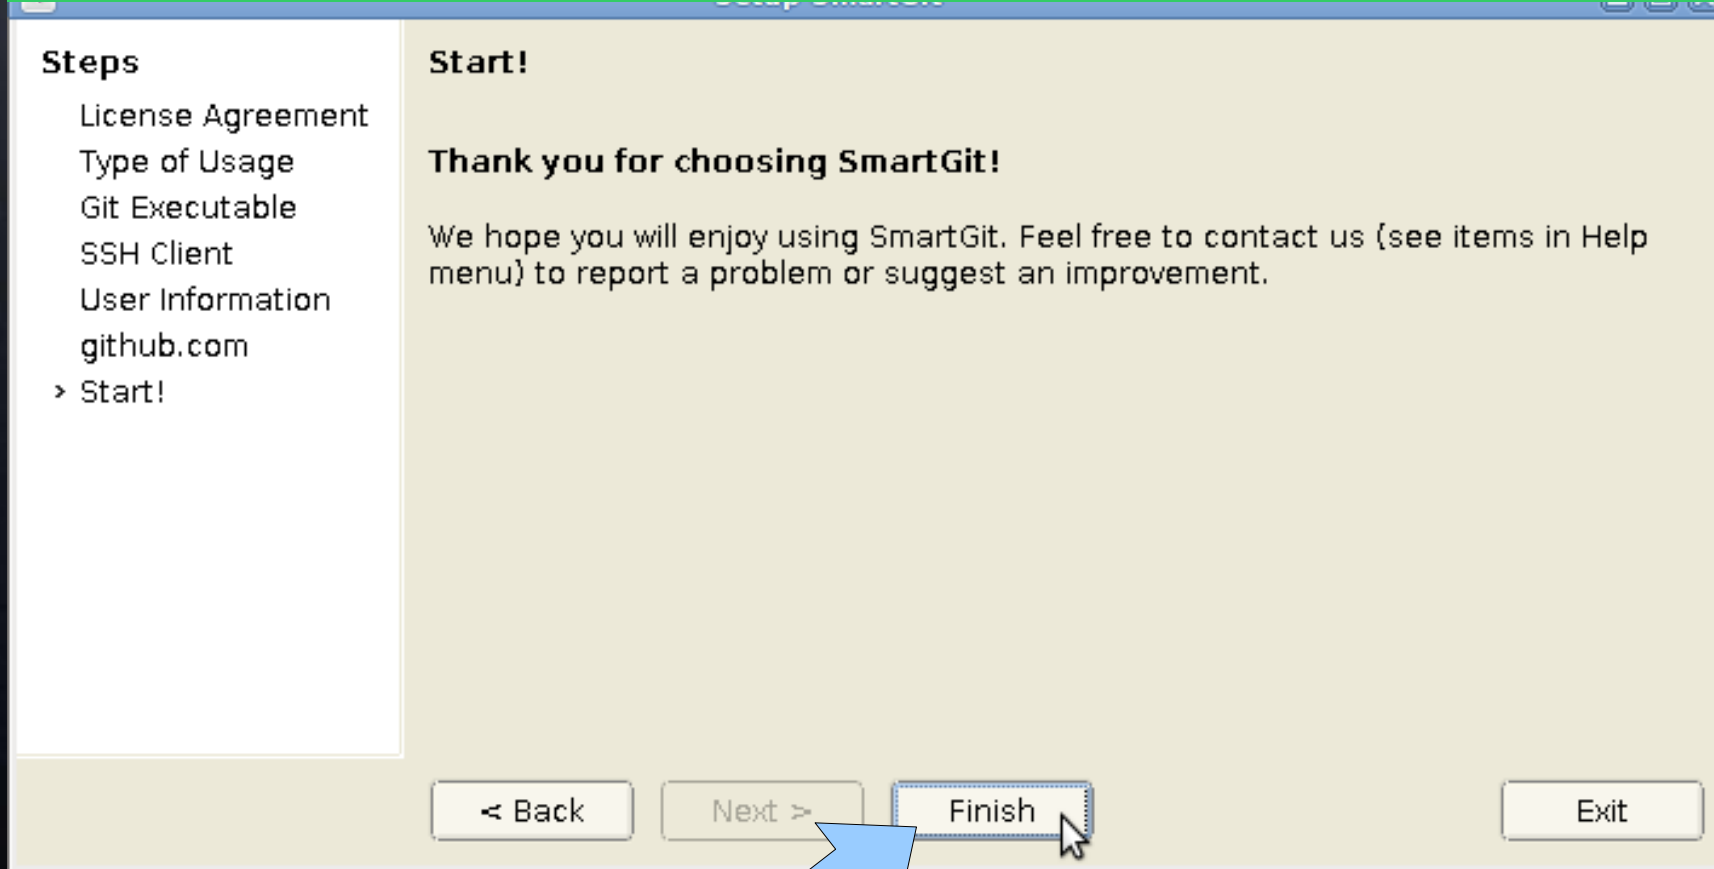 Setup SmartGit
Steps
License Agreement
Type of Usage
Git Executable
SSH Client
User Information
github.com
> Start!
Start!
Thank you for choosing SmartGit!
We hope you will enjoy using SmartGit. Feel free to contact us (see items in Help
menu) to report a problem or suggest an improvement.
< Back
Next >
Finish
Exit